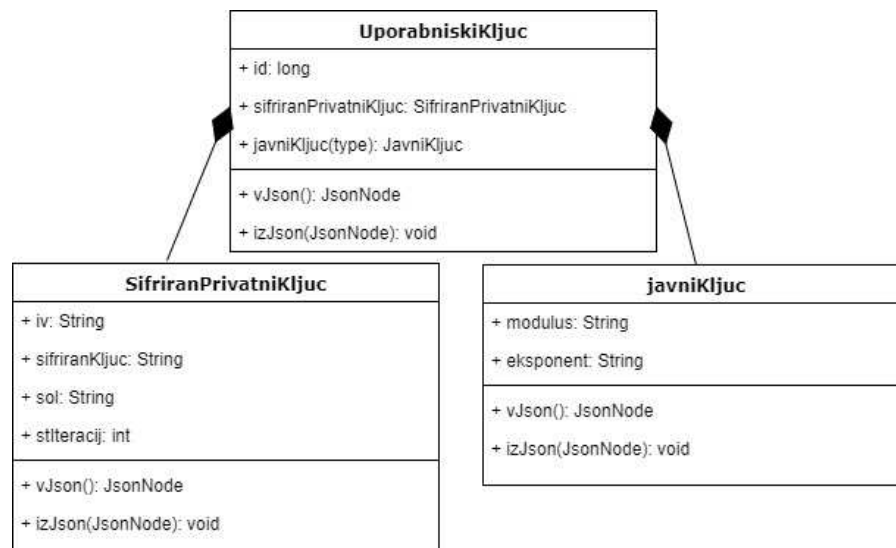 UporabniskiKljuc
+ id: long
+ sifriranPrivatniKljuc: SifriranPrivatniKljuc
+ javniKljuc(type): JavniKljuc
+ vJson(): JsonNode
+ izJson(JsonNode): void
SifriranPrivatniKljuc
+ iv: String
+ sifriranKljuc: String
+ sol: String
+ stIteracij: int
+ vJson(): JsonNode
+ izJson(JsonNode): void
javniKljuc
+ modulus: String
+ eksponent: String
+ vJson(): JsonNode
+ izJson(JsonNode): void